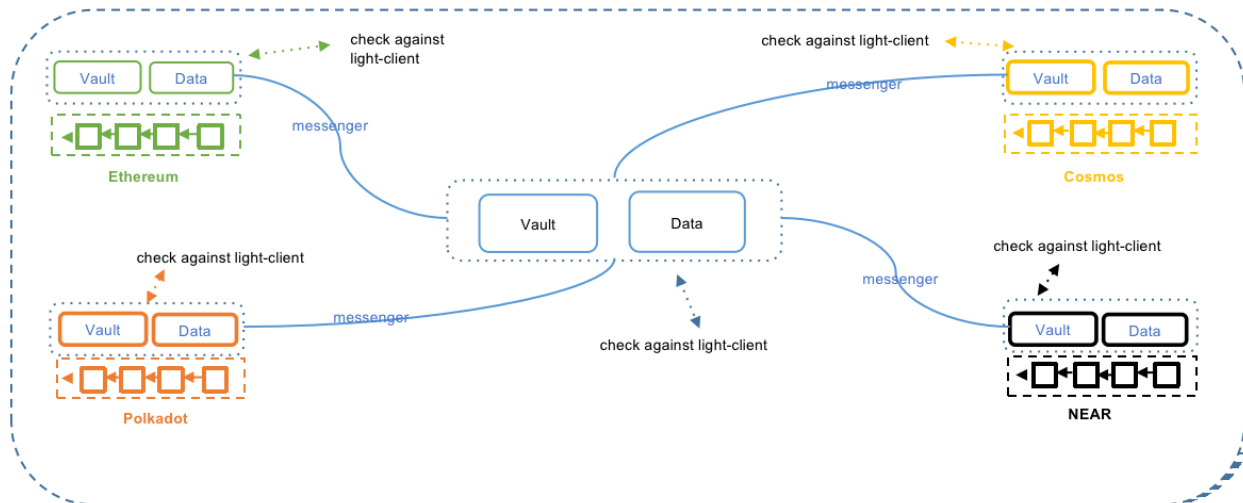 check against
light-client
Vault
Data
messenger
Ethereum
check against light-client
Vault
Data
messenger
Cosmos
Vault
Data
check against light-client
check against light-client
Vault
Data
messenger
Polkadot
check against light-client
messenger
Vault
Data
NEAR